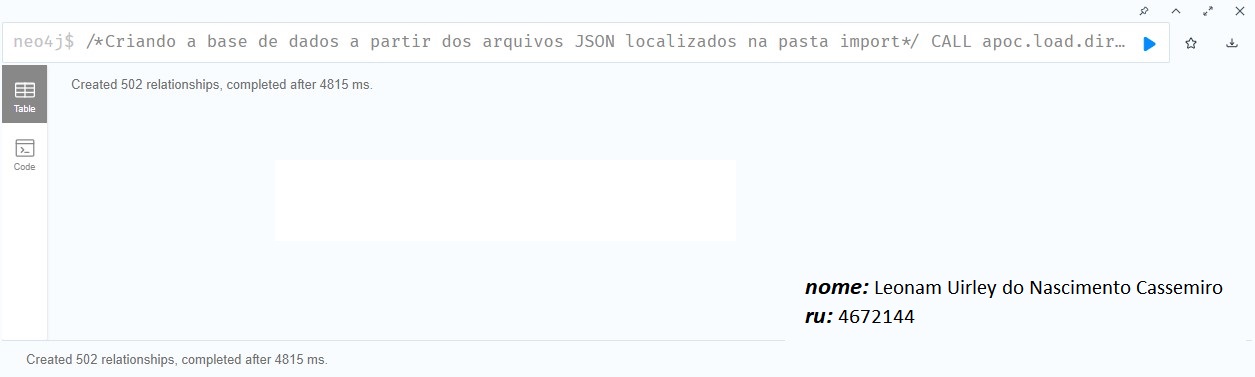 neo4j$ /*Criando a base de dados a partir dos arquivos JSON localizados na pasta import*/ CALL apoc.load.dir…
Created 502 relationships, completed after 4815 ms.
Table
Code
nome: Leonam Uirley do Nascimento Cassemiro
ru: 4672144
Created 502 relationships, completed after 4815 ms.